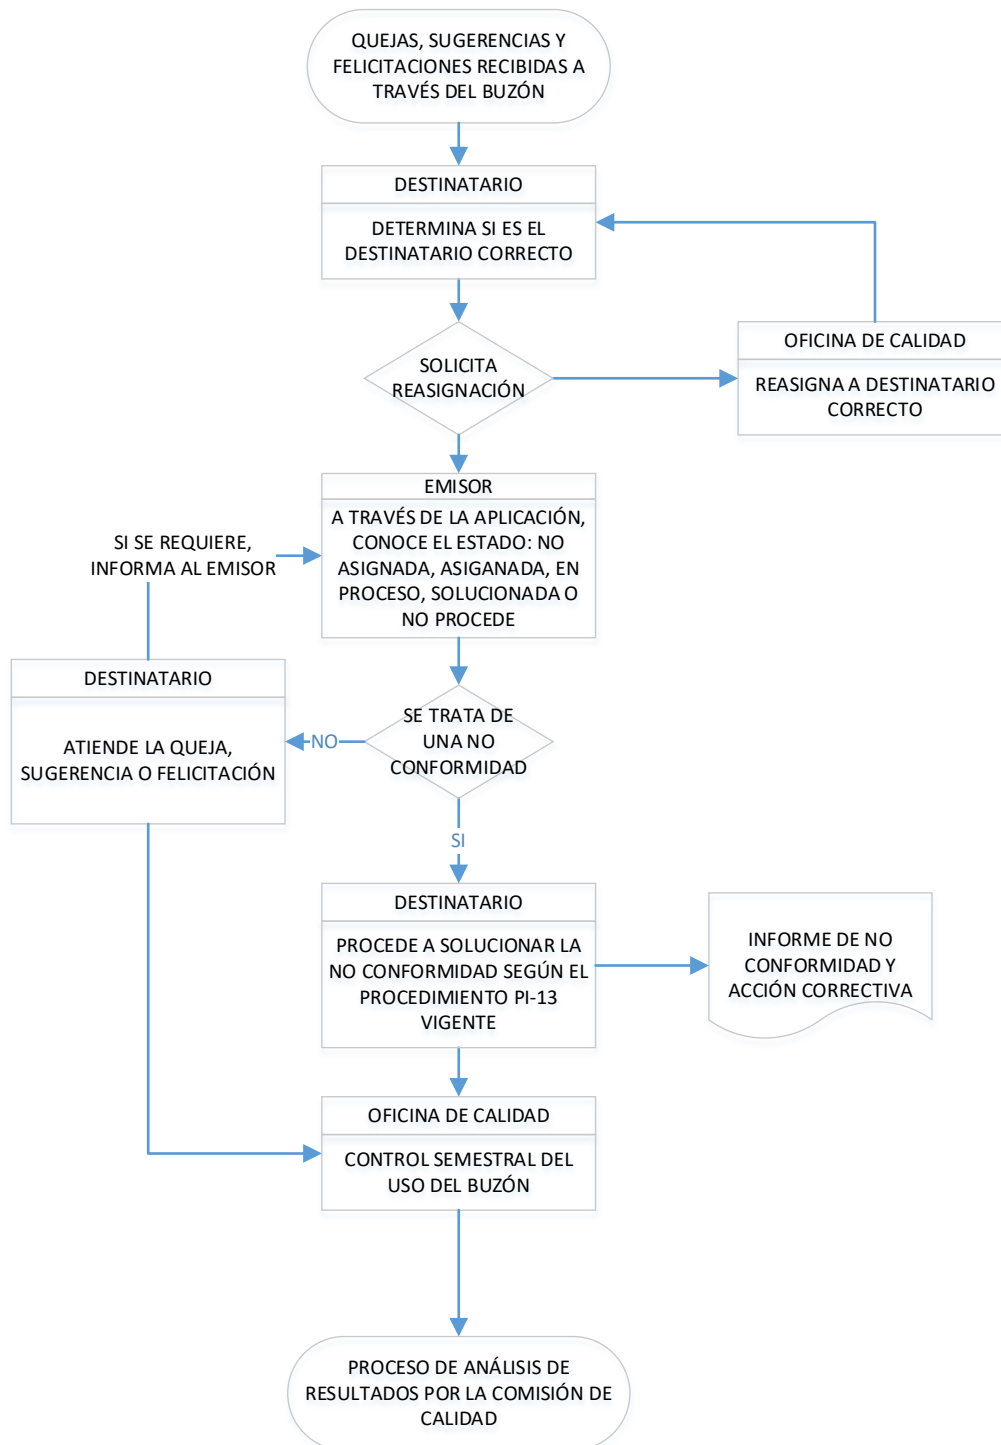 QUEJAS, SUGERENCIAS Y
FELICITACIONES RECIBIDAS A
TRAVÉS DEL BUZÓN
DESTINATARIO
DETERMINA SI ES EL
DESTINATARIO CORRECTO
SOLICITA
REASIGNACIÓN
OFICINA DE CALIDAD
REASIGNA A DESTINATARIO
CORRECTO
EMISOR
A TRAVÉS DE LA APLICACIÓN,
CONOCE EL ESTADO: NO
ASIGNADA, ASIGANADA, EN
PROCESO, SOLUCIONADA O
NO PROCEDE
SI SE REQUIERE,
INFORMA AL EMISOR
DESTINATARIO
ATIENDE LA QUEJA,
SUGERENCIA O FELICITACIÓN
NO
SE TRATA DE
UNA NO
CONFORMIDAD
SI
DESTINATARIO
PROCEDE A SOLUCIONAR LA
NO CONFORMIDAD SEGÚN EL
PROCEDIMIENTO PI-13
VIGENTE
INFORME DE NO
CONFORMIDAD Y
ACCIÓN CORRECTIVA
OFICINA DE CALIDAD
CONTROL SEMESTRAL DEL
USO DEL BUZÓN
PROCESO DE ANÁLISIS DE
RESULTADOS POR LA COMISIÓN DE
CALIDAD